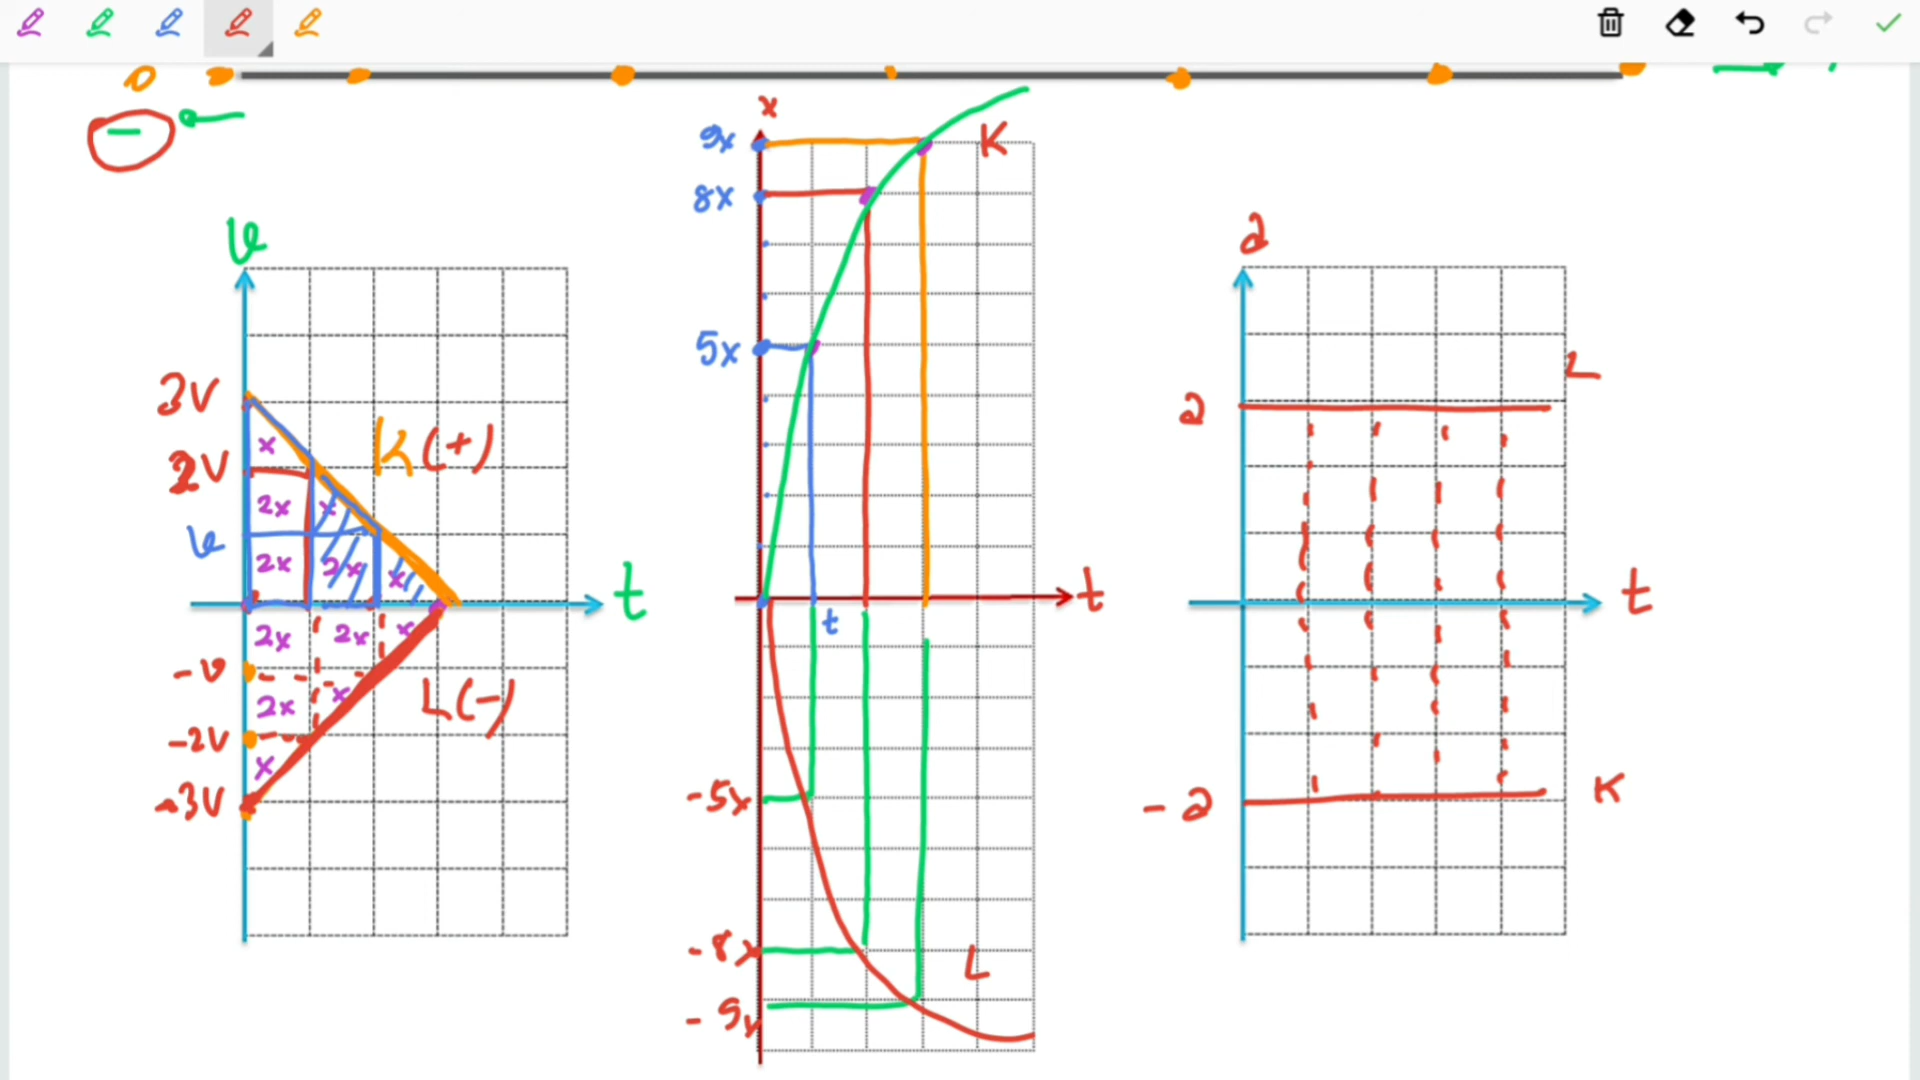 x
9x
K
8x
5x
t
t
-5x
-8x
-9x
L
v
3V
2V
v
K (+)
x
2x
x
2x
2x
x
t
2x
2x
x
-v
2x
x
L (-)
-2V
x
-3V
a
L
a
t
-a
K